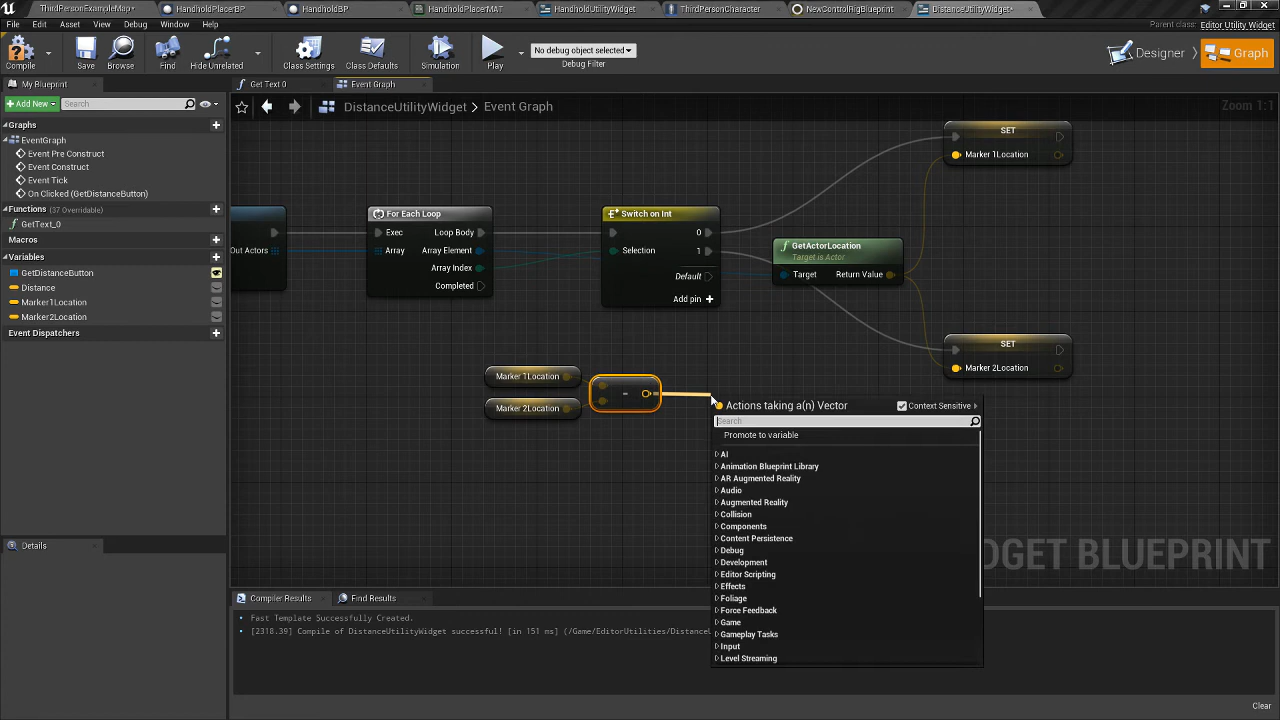 ThirdPersonExampleMap*
HandholdPlacerBP
HandholdBP
HandholdPlacerMAT
HandholdUtilityWidget
ThirdPersonCharacter
NewControlRigBlueprint
DistanceUtilityWidget*
File
Edit
Asset
View
Debug
Window
Help
Parent class: Editor Utility Widget
Compile
Save
Browse
Find
Hide Unrelated
Class Settings
Class Defaults
Simulation
Play
No debug object selected
Debug Filter
Designer
Graph
My Blueprint
Add New
Search
Graphs
EventGraph
Event Pre Construct
Event Construct
Event Tick
On Clicked (GetDistanceButton)
Functions (37 Overridable)
GetText_0
Macros
Variables
GetDistanceButton
Distance
Marker1Location
Marker2Location
Event Dispatchers
Details
Get Text 0
Event Graph
DistanceUtilityWidget > Event Graph
Zoom 1:1
Out Actors
For Each Loop
Exec
Loop Body
Array
Array Element
Array Index
Completed
Switch on Int
0
Selection
1
Default
Add pin +
GetActorLocation
Target is Actor
Target
Return Value
SET
Marker 1Location
SET
Marker 2Location
Marker 1Location
Marker 2Location
-
Actions taking a(n) Vector
Context Sensitive
Search
Promote to variable
AI
Animation Blueprint Library
AR Augmented Reality
Audio
Augmented Reality
Collision
Components
Content Persistence
Debug
Development
Editor Scripting
Effects
Foliage
Force Feedback
Game
Gameplay Tasks
Input
Level Streaming
DGET BLUEPRINT
Compiler Results
Find Results
Fast Template Successfully Created.
[2318.39] Compile of DistanceUtilityWidget successful! [in 151 ms] (/Game/EditorUtilities/DistanceU
Clear